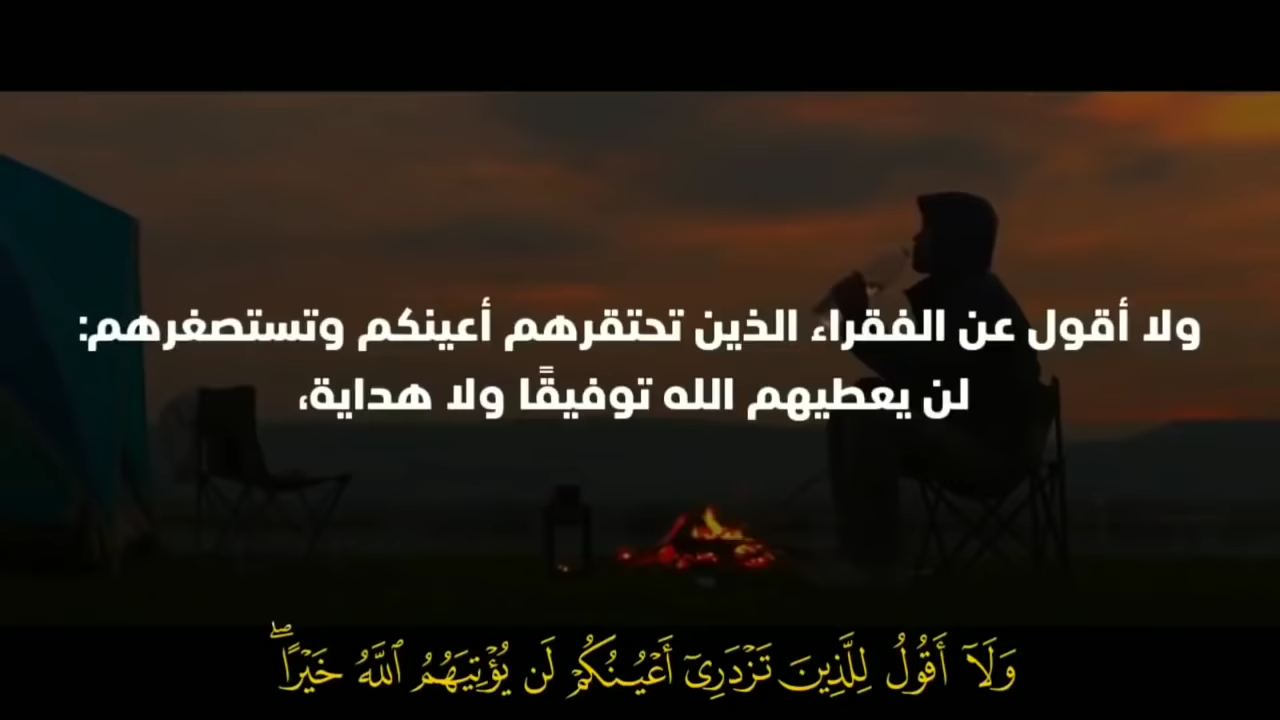 ولا أقول عن الفقراء الذين تحتقرهم أعينكم وتستصغرهم:
لن يعطيهم الله توفيقًا ولا هداية،
وَلَآ أَقُولُ لِلَّذِينَ تَزۡدَرِيٓ أَعۡيُنُكُمۡ لَن يُؤۡتِيَهُمُ ٱللَّهُ خَيۡرًاۖ